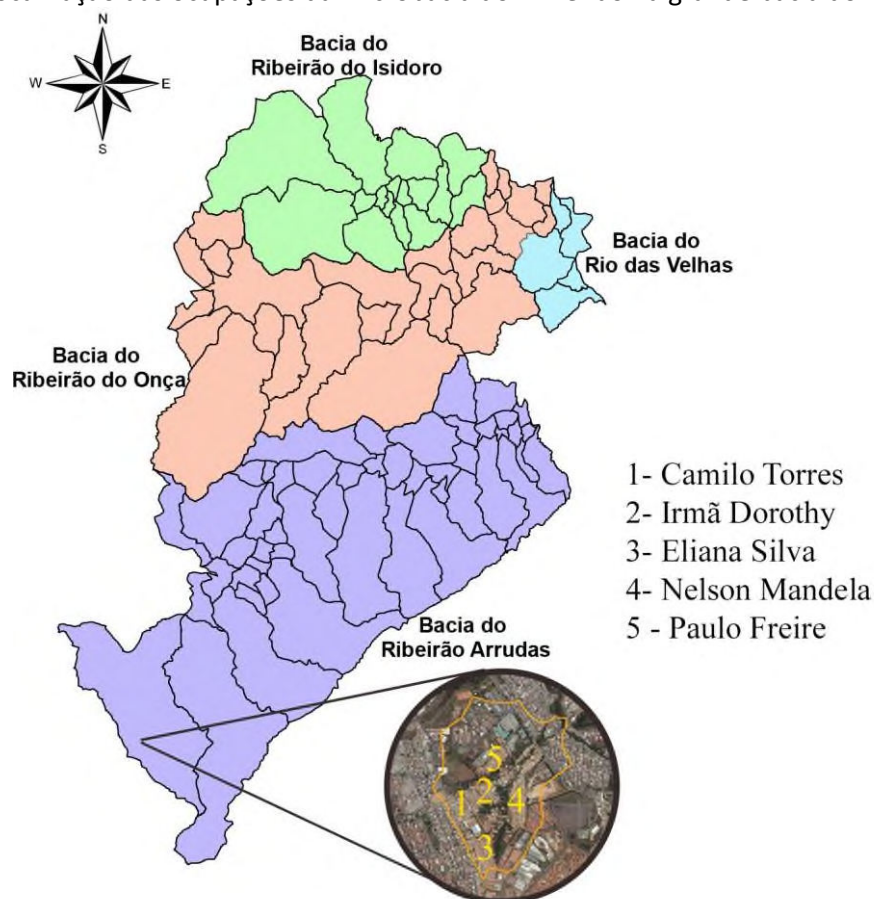 N
W
E
S
Bacia do
Ribeirão do Isidoro
Bacia do
Rio das Velhas
Bacia do
Ribeirão do Onça
1- Camilo Torres
2- Irmã Dorothy
3- Eliana Silva
4- Nelson Mandela
5 - Paulo Freire
Bacia do
Ribeirão Arrudas
5
1
2
4
3